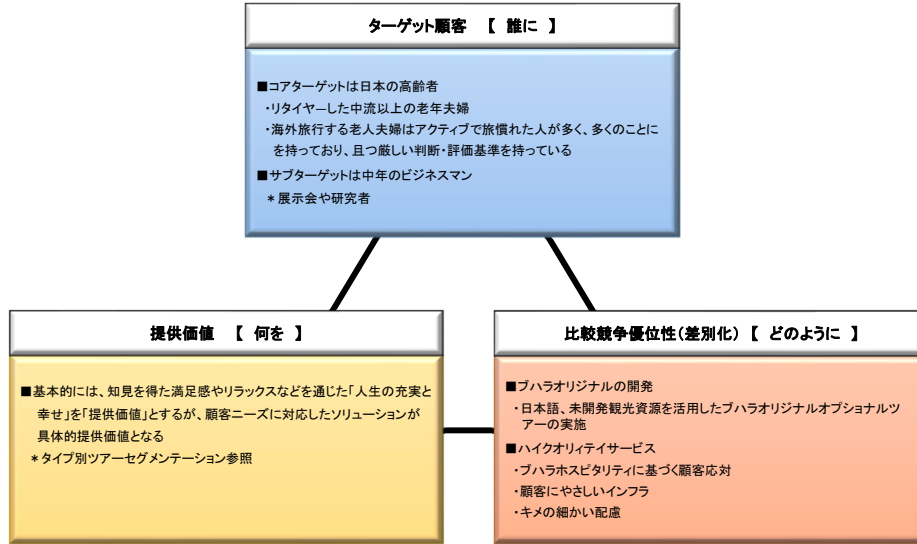 ターゲット顧客 【 誰に 】
■コアターゲットは日本の高齢者
・リタイヤーした中流以上の老年夫婦
・海外旅行する老人夫婦はアクティブで旅慣れた人が多く、多くのことに
を持っており、且つ厳しい判断・評価基準を持っている
■サブターゲットは中年のビジネスマン
＊展示会や研究者
提供価値 【 何を 】
■基本的には、知見を得た満足感やリラックスなどを通じた「人生の充実と
幸せ」を「提供価値」とするが、顧客ニーズに対応したソリューションが
具体的提供価値となる
＊タイプ別ツアーセグメンテーション参照
比較競争優位性（差別化） 【 どのように 】
■ブハラオリジナルの開発
・日本語、未開発観光資源を活用したブハラオリジナルオプショナルツ
アーの実施
■ハイクオリィテイサービス
・ブハラホスピタリティに基づく顧客応対
・顧客にやさしいインフラ
・キメの細かい配慮